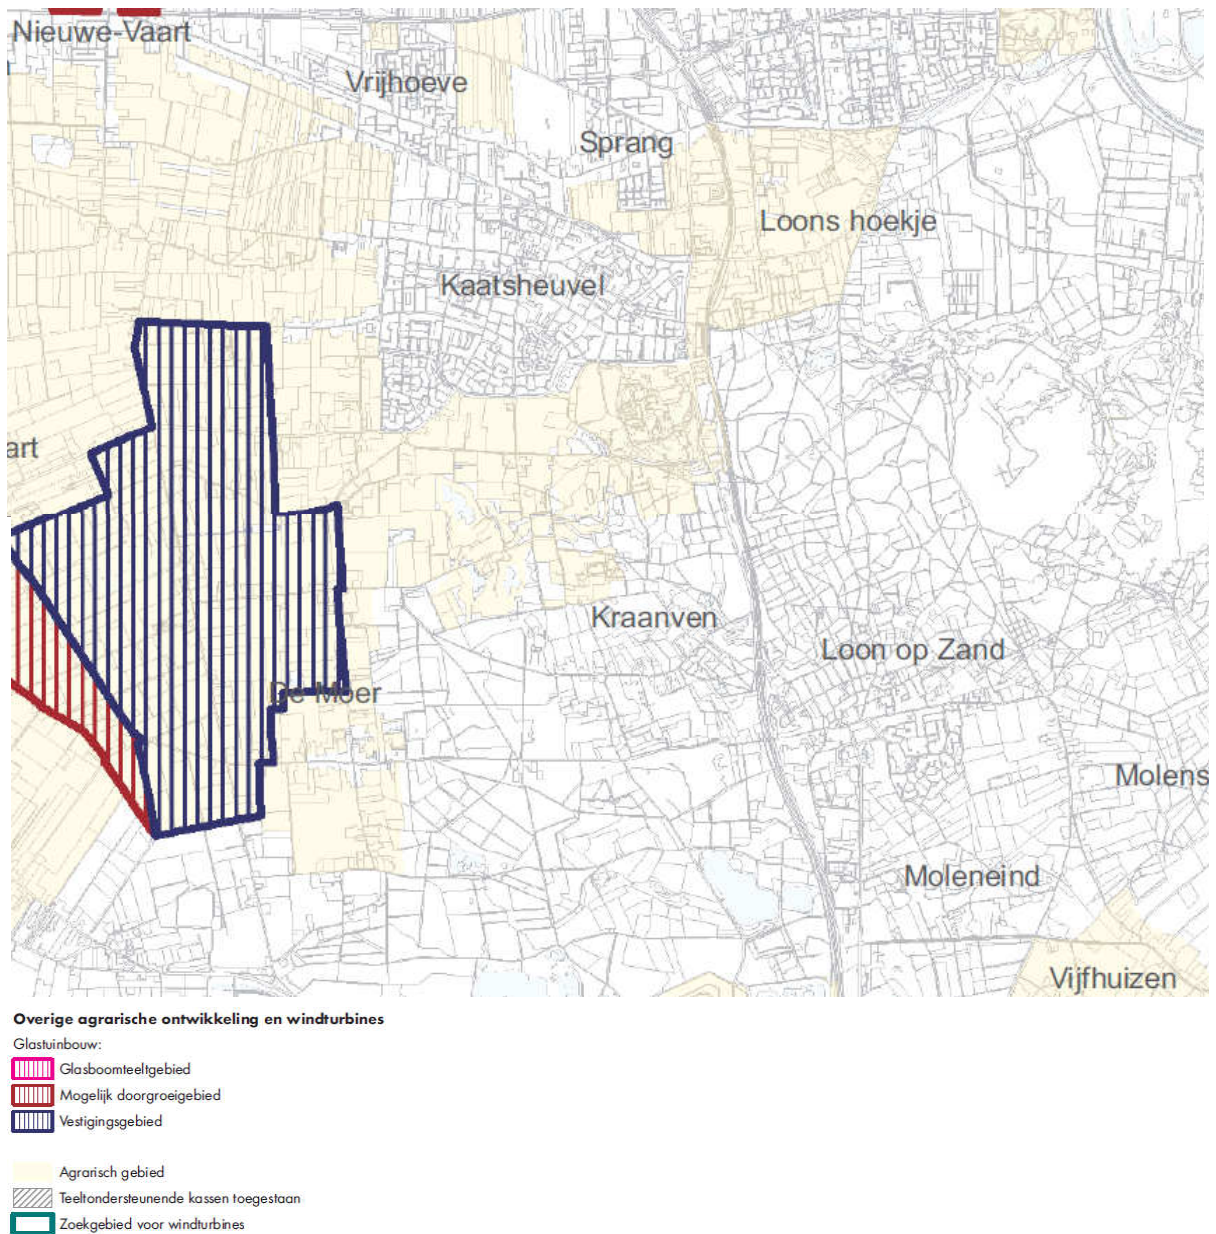 Nieuwe-Vaart
Vrijhoeve
Sprang
Loons hoekje
Kaatsheuvel
art
Kraanven
Loon op Zand
De Moer
Molens
Moleneind
Vijfhuizen
Overige agrarische ontwikkeling en windturbines
Glastuinbouw:
Glasboomteeltgebied
Mogelijk doorgroeigebied
Vestigingsgebied
Agrarisch gebied
Teeltondersteunende kassen toegestaan
Zoekgebied voor windturbines